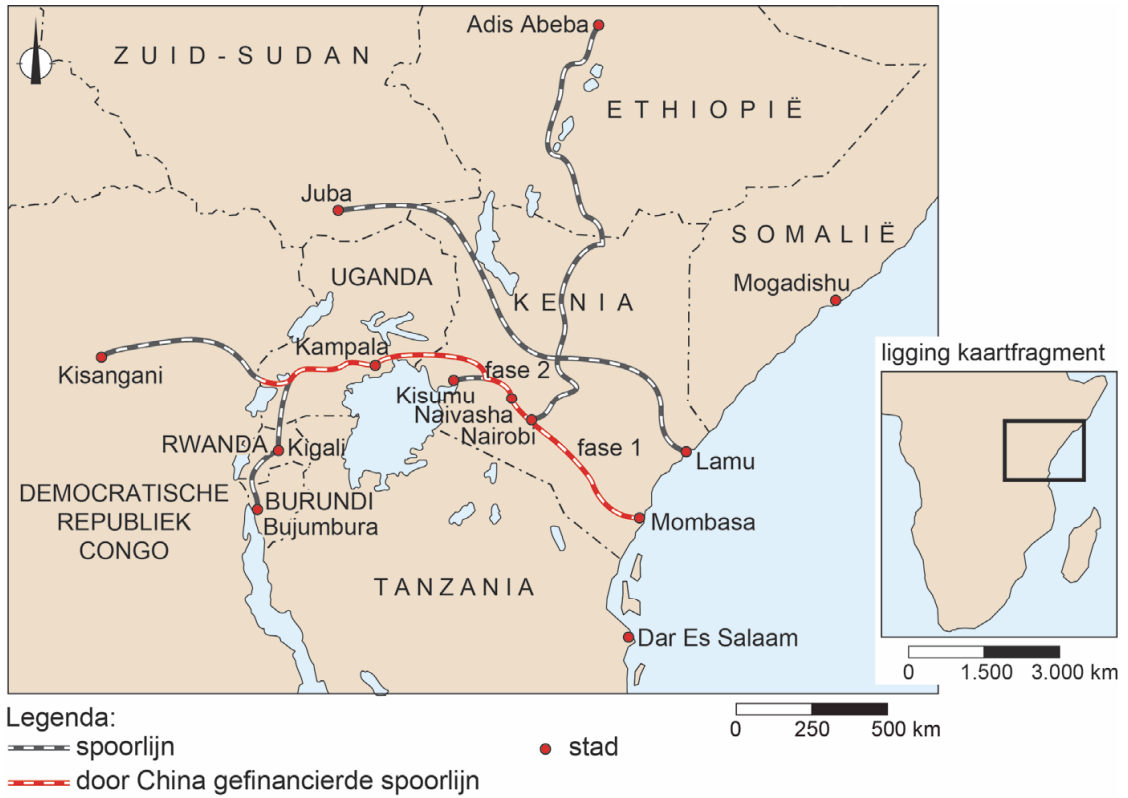 Adis Abeba
ZUID-SUDAN
ETHIOPIË
Juba
SOMALIË
UGANDA
Mogadishu
KENIA
Kampala
Kisangani
fase 2
Kisumu
Naivasha
Nairobi
fase 1
RWANDA
Kigali
Lamu
DEMOCRATISCHE
REPUBLIEK
CONGO
BURUNDI
Bujumbura
Mombasa
TANZANIA
Dar Es Salaam
ligging kaartfragment
0 1.500 3.000 km
0 250 500 km
Legenda:
spoorlijn
stad
door China gefinancierde spoorlijn